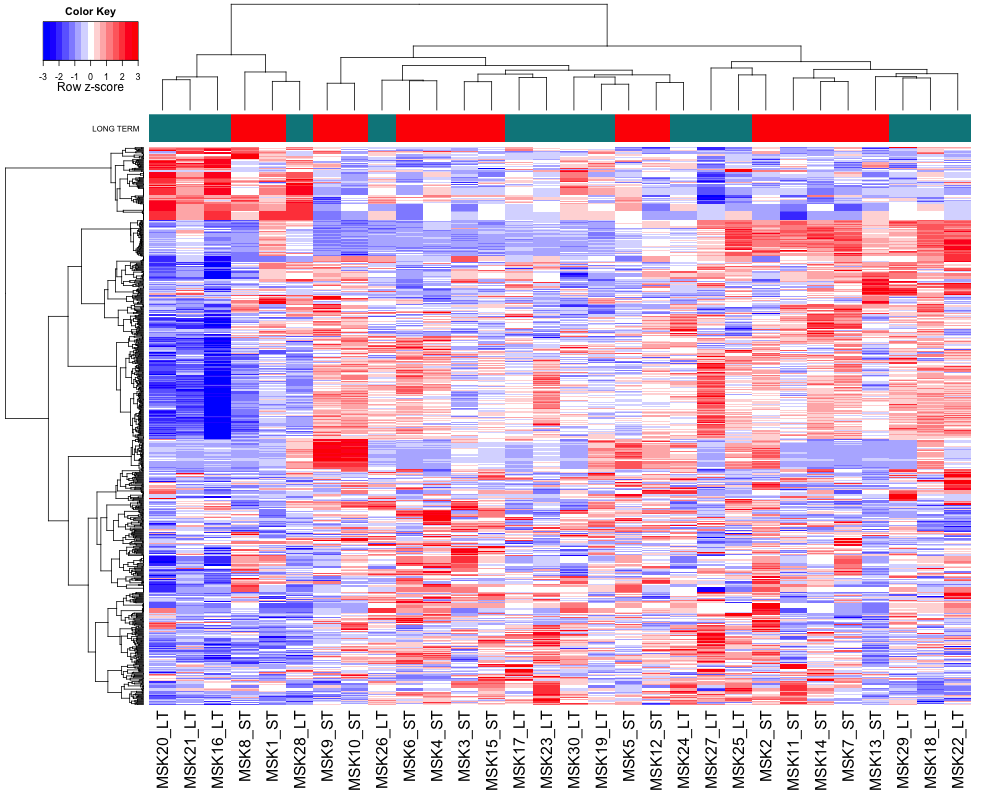 Color Key
-3 -2 -1 0 1 2 3
Row z-score
LONG TERM
MSK20_LT
MSK21_LT
MSK16_LT
MSK8_ST
MSK1_ST
MSK28_LT
MSK9_ST
MSK10_ST
MSK26_LT
MSK6_ST
MSK4_ST
MSK3_ST
MSK15_ST
MSK17_LT
MSK23_LT
MSK30_LT
MSK19_LT
MSK5_ST
MSK12_ST
MSK24_LT
MSK27_LT
MSK25_LT
MSK2_ST
MSK11_ST
MSK14_ST
MSK7_ST
MSK13_ST
MSK29_LT
MSK18_LT
MSK22_LT